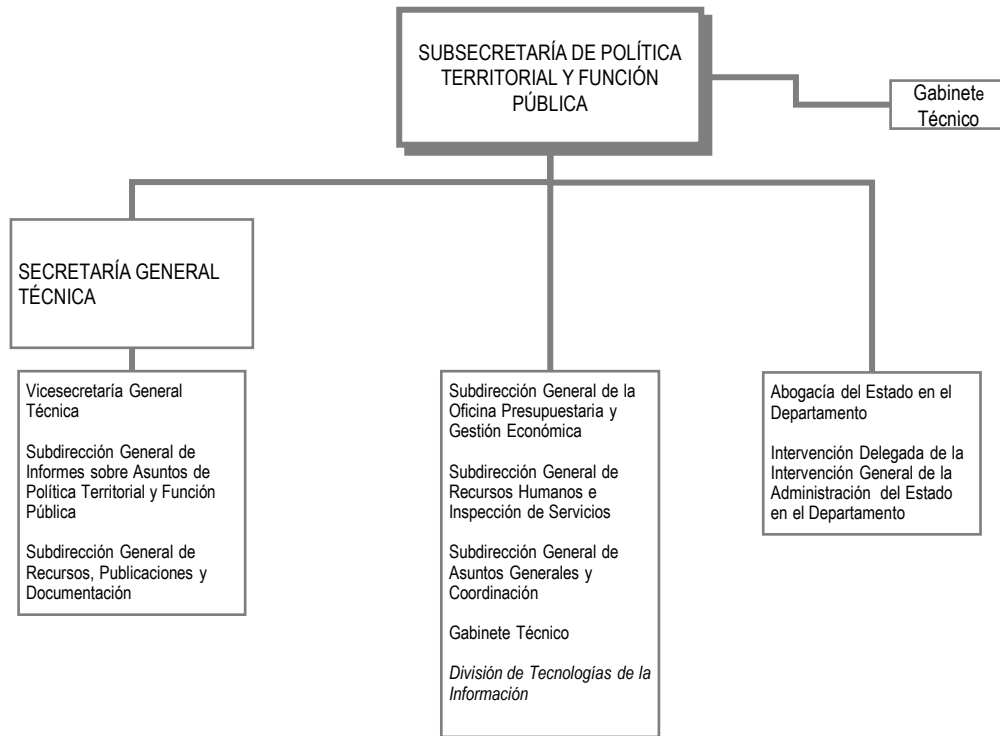 SUBSECRETARÍA DE POLÍTICA
TERRITORIAL Y FUNCIÓN
PÚBLICA
Gabinete
Técnico
SECRETARÍA GENERAL
TÉCNICA
Vicesecretaría General
Técnica
Subdirección General de
Informes sobre Asuntos de
Política Territorial y Función
Pública
Subdirección General de
Recursos, Publicaciones y
Documentación
Subdirección General de la
Oficina Presupuestaria y
Gestión Económica
Subdirección General de
Recursos Humanos e
Inspección de Servicios
Subdirección General de
Asuntos Generales y
Coordinación
Gabinete Técnico
División de Tecnologías de la
Información
Abogacía del Estado en el
Departamento
Intervención Delegada de la
Intervención General de la
Administración del Estado
en el Departamento